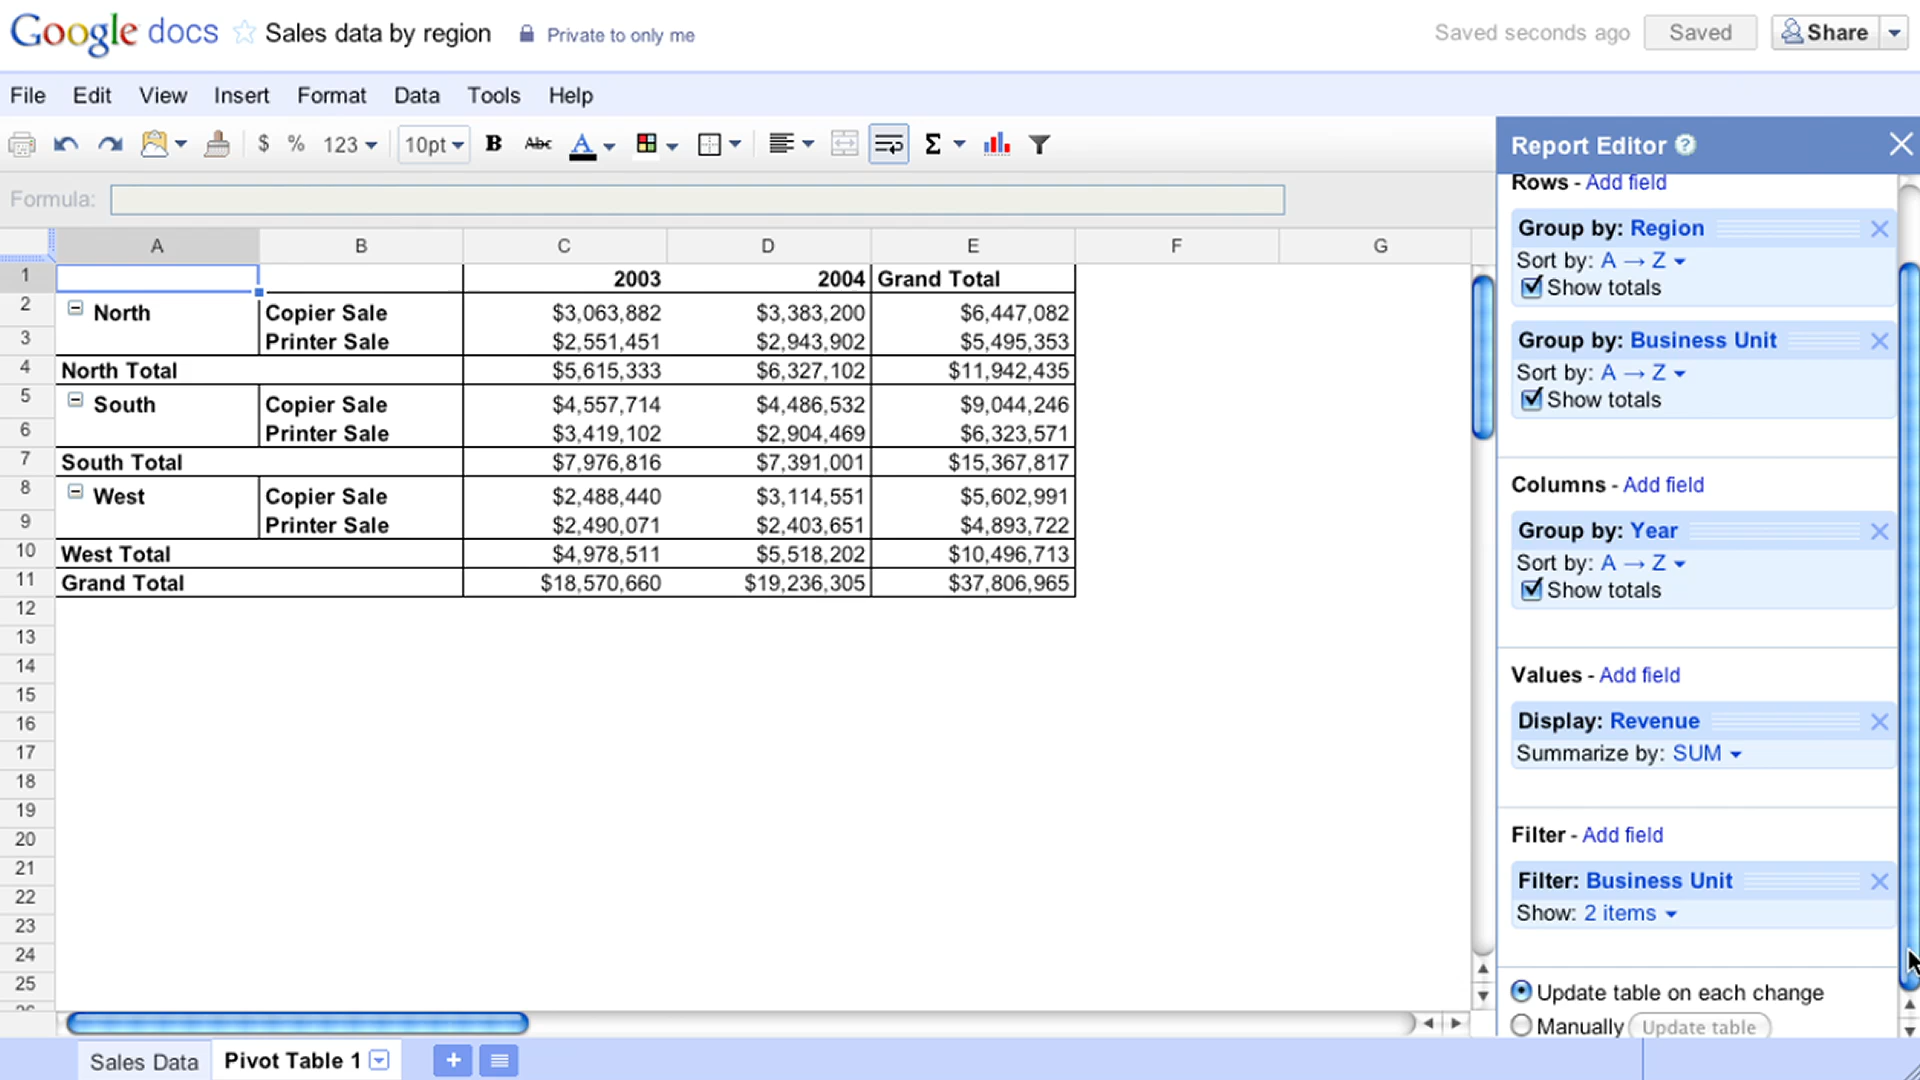 Google docs Sales data by region Private to only me Saved seconds ago Saved Share
File Edit View Insert Format Data Tools Help
$ % 123 10pt B Abc A Σ
Formula:
A B C D E F G
1 2003 2004 Grand Total
2 North Copier Sale $3,063,882 $3,383,200 $6,447,082
3 Printer Sale $2,551,451 $2,943,902 $5,495,353
4 North Total $5,615,333 $6,327,102 $11,942,435
5 South Copier Sale $4,557,714 $4,486,532 $9,044,246
6 Printer Sale $3,419,102 $2,904,469 $6,323,571
7 South Total $7,976,816 $7,391,001 $15,367,817
8 West Copier Sale $2,488,440 $3,114,551 $5,602,991
9 Printer Sale $2,490,071 $2,403,651 $4,893,722
10 West Total $4,978,511 $5,518,202 $10,496,713
11 Grand Total $18,570,660 $19,236,305 $37,806,965
12
13
14
15
16
17
18
19
20
21
22
23
24
25
Report Editor ?
Rows - Add field
Group by: Region
Sort by: A → Z
Show totals
Group by: Business Unit
Sort by: A → Z
Show totals
Columns - Add field
Group by: Year
Sort by: A → Z
Show totals
Values - Add field
Display: Revenue
Summarize by: SUM
Filter - Add field
Filter: Business Unit
Show: 2 items
Update table on each change
Manually Update table
Sales Data Pivot Table 1 +